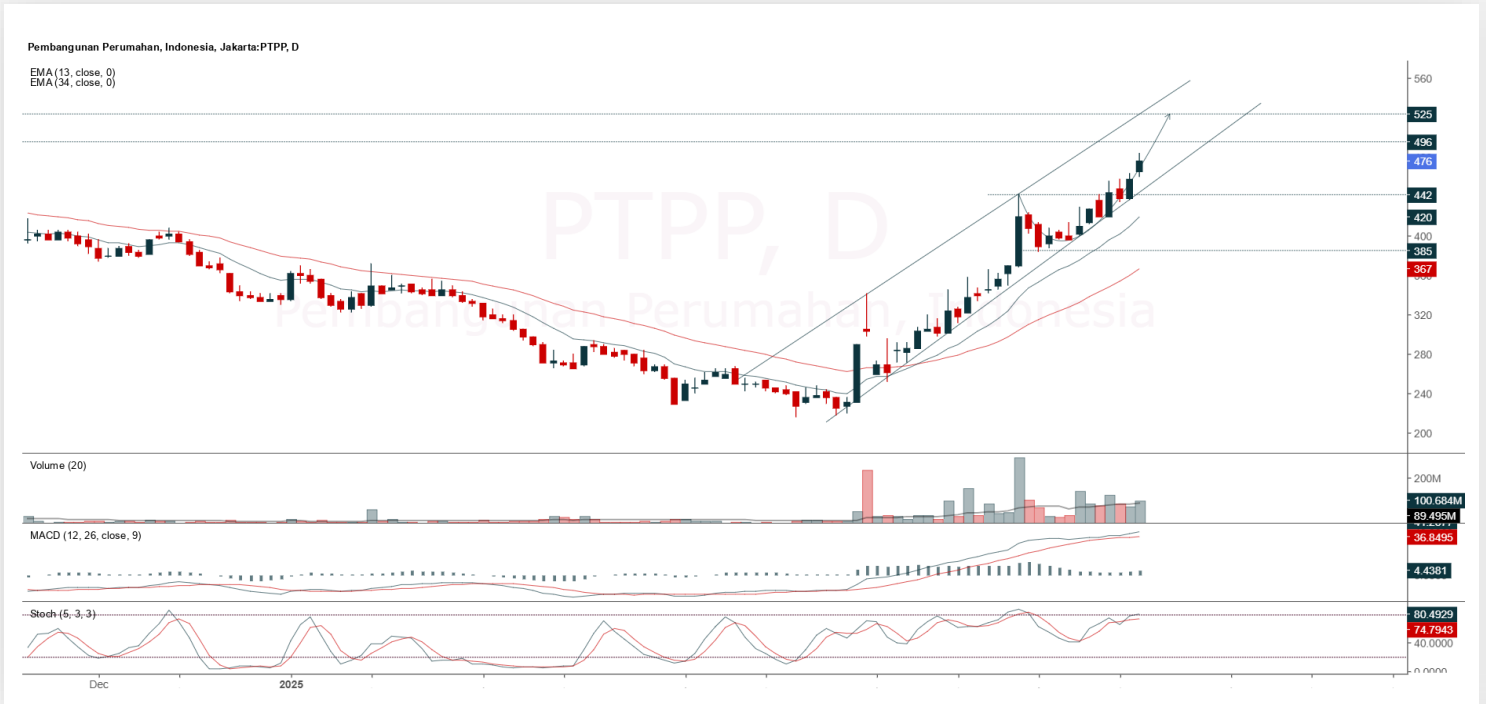 Pembangunan Perumahan, Indonesia, Jakarta:PTPP, D
EMA (13, close, 0)
EMA (34, close, 0)
PTPP, D
Pembangunan Perumahan, Indonesia
560
525
496
476
442
420
400
385
367
320
280
240
200
Volume (20)
200M
100.684M
89.495M
MACD (12, 26, close, 9)
36.8495
4.4381
Stoch (5, 3, 3)
80.4929
74.7943
40.0000
0.0000
Dec
2025